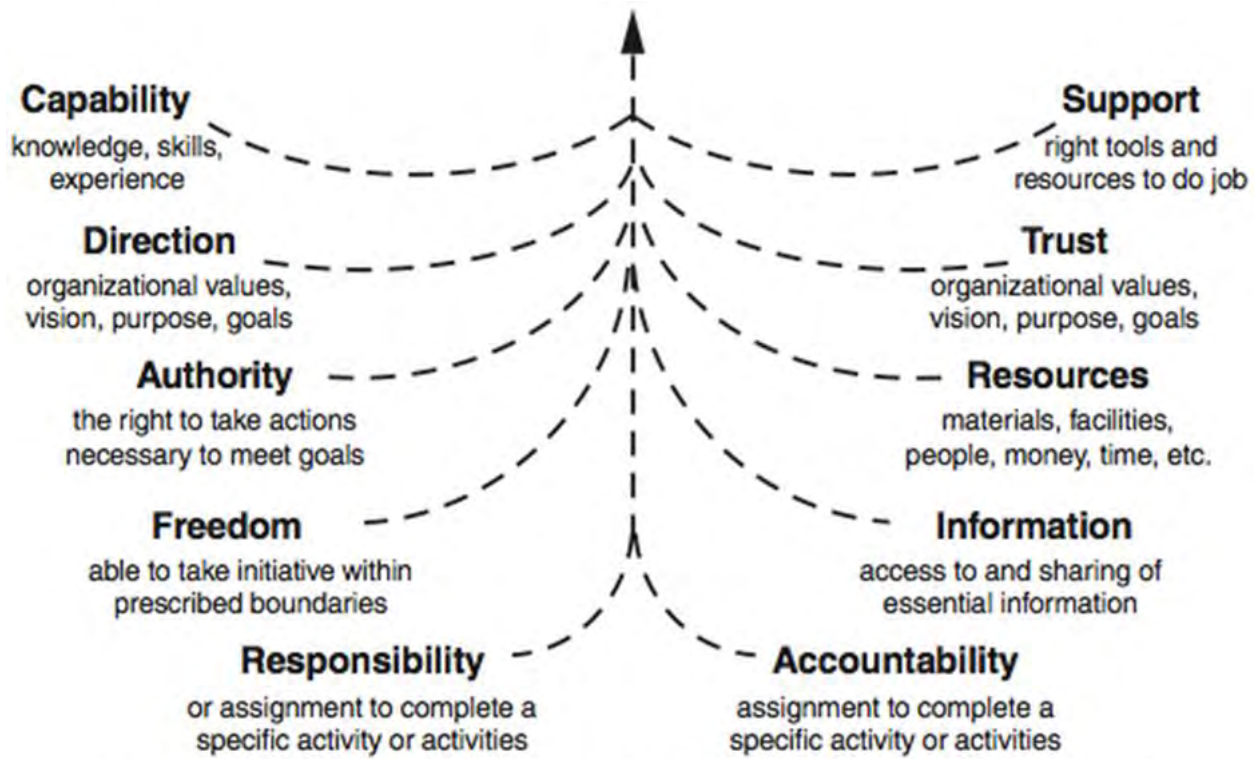 Capability
knowledge, skills,
experience
Direction
organizational values,
vision, purpose, goals
Authority
the right to take actions
necessary to meet goals
Freedom
able to take initiative within
prescribed boundaries
Responsibility
or assignment to complete a
specific activity or activities
Support
right tools and
resources to do job
Trust
organizational values,
vision, purpose, goals
Resources
materials, facilities,
people, money, time, etc.
Information
access to and sharing of
essential information
Accountability
assignment to complete a
specific activity or activities